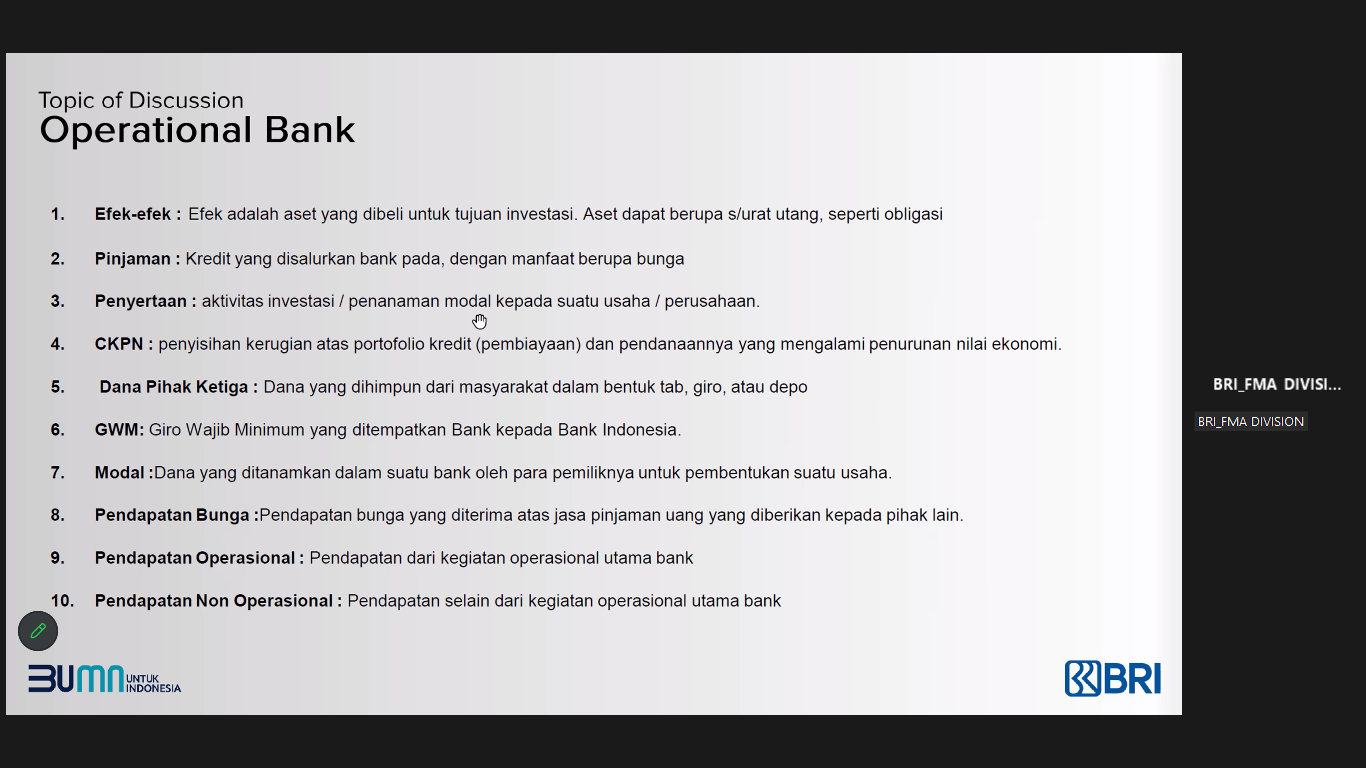 Topic of Discussion
Operational Bank
1. Efek-efek : Efek adalah aset yang dibeli untuk tujuan investasi. Aset dapat berupa s/urat utang, seperti obligasi
2. Pinjaman : Kredit yang disalurkan bank pada, dengan manfaat berupa bunga
3. Penyertaan : aktivitas investasi / penanaman modal kepada suatu usaha / perusahaan.
4. CKPN : penyisihan kerugian atas portofolio kredit (pembiayaan) dan pendanaannya yang mengalami penurunan nilai ekonomi.
5. Dana Pihak Ketiga : Dana yang dihimpun dari masyarakat dalam bentuk tab, giro, atau depo
6. GWM: Giro Wajib Minimum yang ditempatkan Bank kepada Bank Indonesia.
7. Modal :Dana yang ditanamkan dalam suatu bank oleh para pemiliknya untuk pembentukan suatu usaha.
8. Pendapatan Bunga :Pendapatan bunga yang diterima atas jasa pinjaman uang yang diberikan kepada pihak lain.
9. Pendapatan Operasional : Pendapatan dari kegiatan operasional utama bank
10. Pendapatan Non Operasional : Pendapatan selain dari kegiatan operasional utama bank
BUMN UNTUK
INDONESIA
BRI
BRI_FMA DIVISI...
BRI_FMA DIVISION